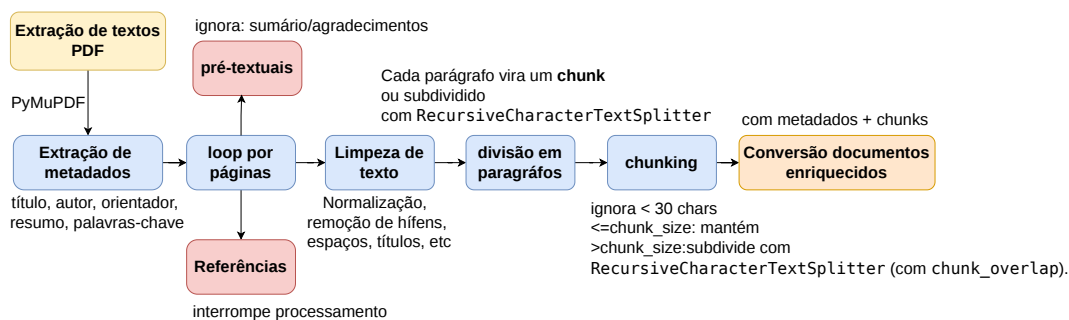 Extração de textos
PDF
PyMuPDF
ignora: sumário/agradecimentos
pré-textuais
Cada parágrafo vira um chunk
ou subdividido
com RecursiveCharacterTextSplitter
com metadados + chunks
Extração de
metadados
loop por
páginas
Limpeza de
texto
divisão em
paragráfos
chunking
Conversão documentos
enriquecidos
título, autor, orientador,
resumo, palavras-chave
Normalização,
remoção de hífens,
espaços, títulos, etc
ignora < 30 chars
<=chunk_size: mantém
>chunk_size:subdivide com
RecursiveCharacterTextSplitter (com chunk_overlap).
Referências
interrompe processamento